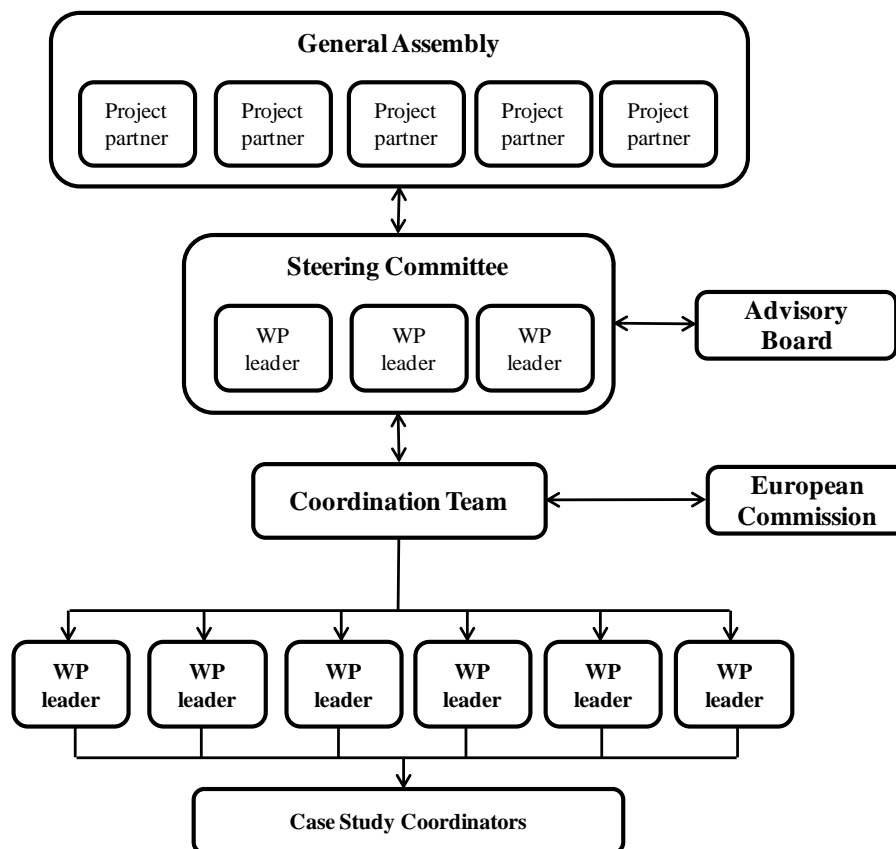 General Assembly
Project
partner
Project
partner
Project
partner
Project
partner
Project
partner
Steering Committee
WP
leader
WP
leader
WP
leader
Advisory
Board
Coordination Team
European
Commission
WP
leader
WP
leader
WP
leader
WP
leader
WP
leader
WP
leader
Case Study Coordinators